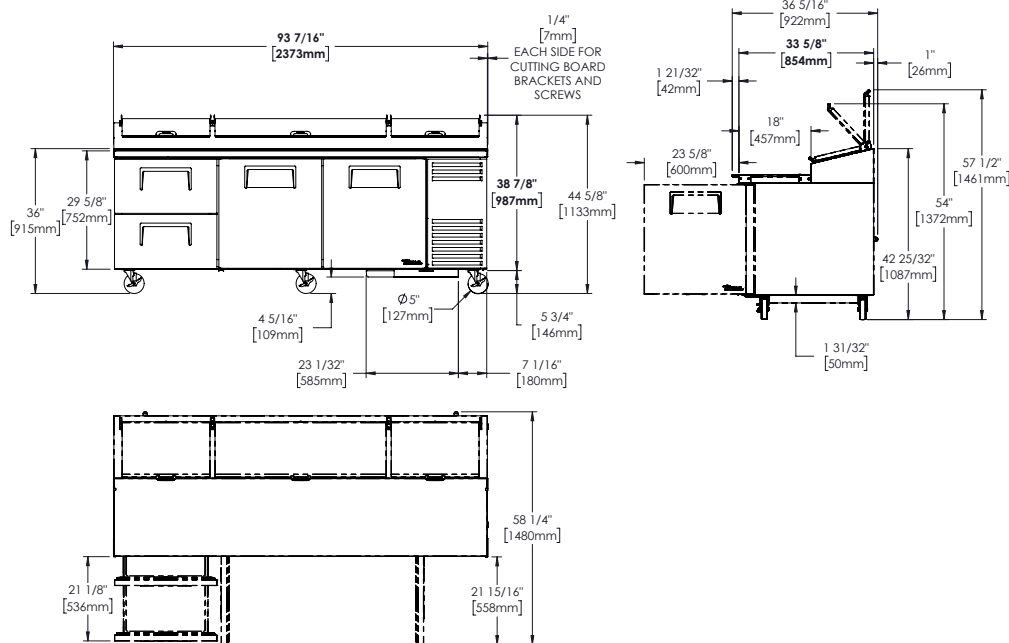 93 7/16"
[2373mm]
1/4"
[7mm]
EACH SIDE FOR
CUTTING BOARD
BRACKETS AND
SCREWS
36"
[915mm]
29 5/8"
[752mm]
38 7/8"
[987mm]
44 5/8"
[1133mm]
4 5/16"
[109mm]
Ø5"
[127mm]
5 3/4"
[146mm]
23 1/32"
[585mm]
7 1/16"
[180mm]
True
36 5/16"
[922mm]
33 5/8"
[854mm]
1"
[26mm]
1 21/32"
[42mm]
18"
[457mm]
23 5/8"
[600mm]
57 1/2"
[1461mm]
54"
[1372mm]
42 25/32"
[1087mm]
1 31/32"
[50mm]
True
58 1/4"
[1480mm]
21 1/8"
[536mm]
21 15/16"
[558mm]